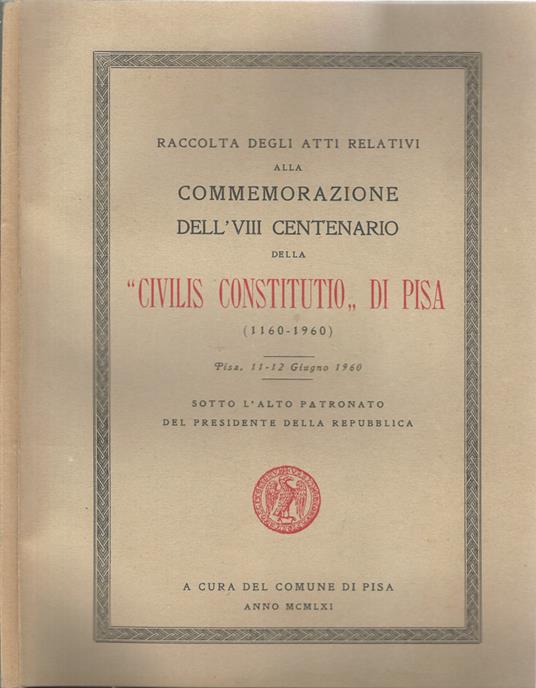 RACCOLTA DEGLI ATTI RELATIVI
ALLA
COMMEMORAZIONE
DELL'VIII CENTENARIO
DELLA
"CIVILIS CONSTITUTIO„ DI PISA
(1160-1960)
Pisa, 11-12 Giugno 1960
SOTTO L'ALTO PATRONATO
DEL PRESIDENTE DELLA REPUBBLICA
A CURA DEL COMUNE DI PISA
ANNO MCMLXI